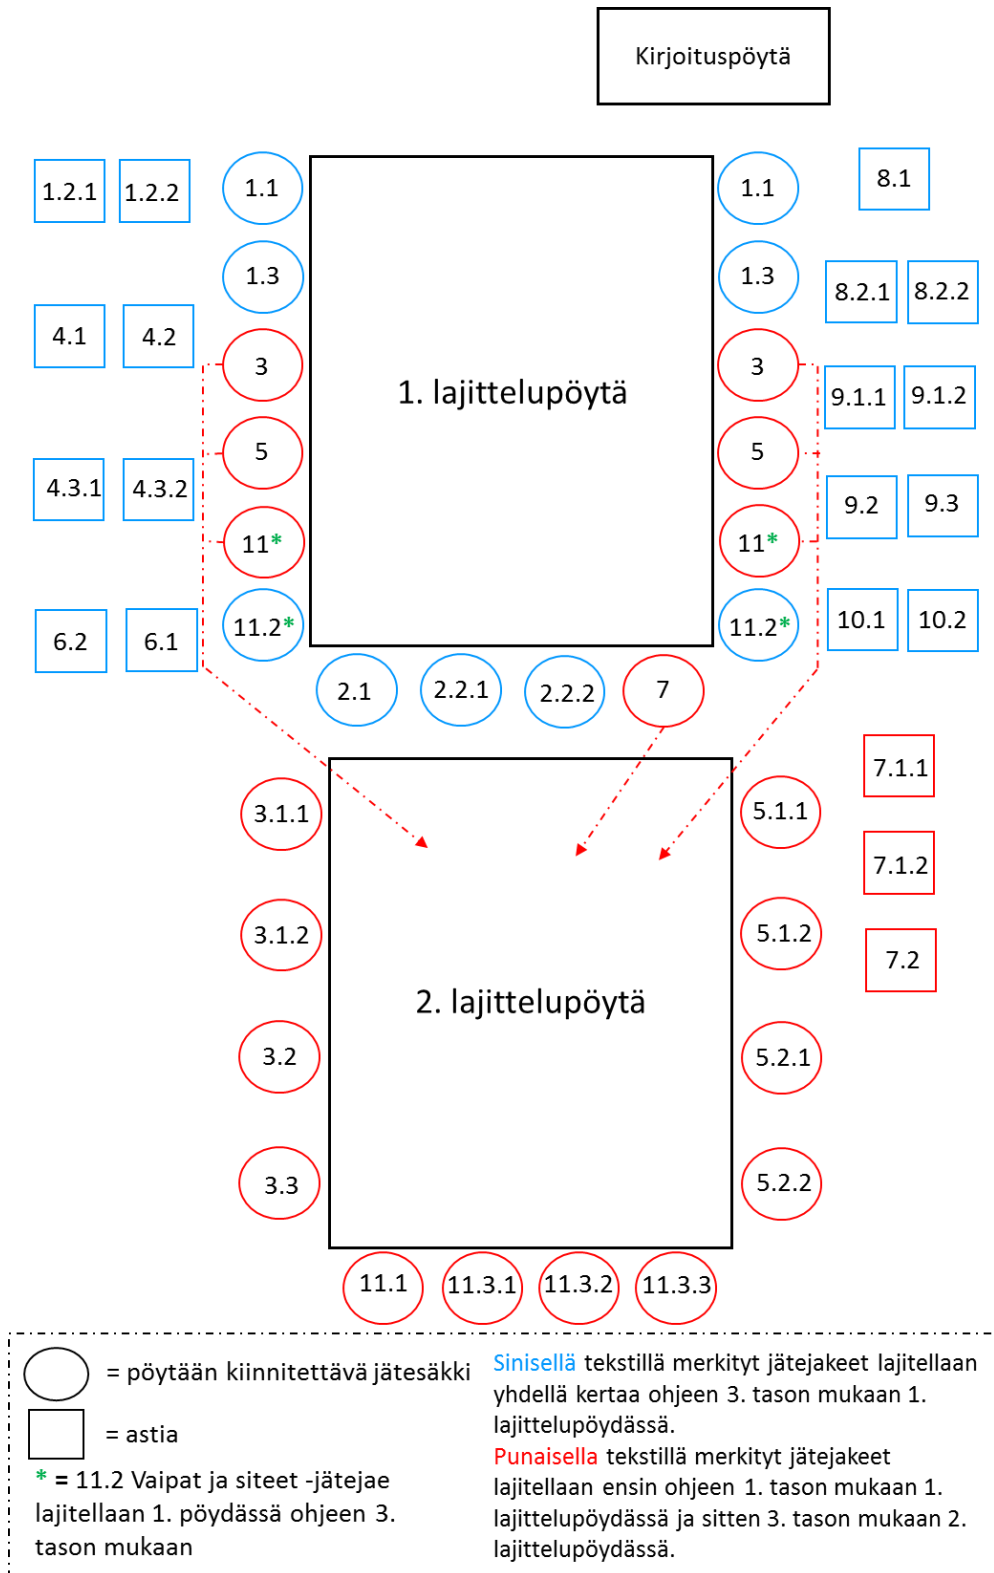 Kirjoituspöytä
1.2.1 1.2.2 1.1 1.1 8.1
1.3 1.3 8.2.1 8.2.2
4.1 4.2 3 3
1. lajittelupöytä
9.1.1 9.1.2
5 5
4.3.1 4.3.2 9.2 9.3
11* 11*
6.2 6.1 11.2* 11.2* 10.1 10.2
2.1 2.2.1 2.2.2 7
7.1.1
3.1.1 5.1.1
7.1.2
3.1.2 5.1.2
7.2
2. lajittelupöytä
3.2 5.2.1
3.3 5.2.2
11.1 11.3.1 11.3.2 11.3.3
= pöytään kiinnitettävä jätesäkki
= astia
* = 11.2 Vaipat ja siteet -jätejae
lajitellaan 1. pöydässä ohjeen 3.
tason mukaan
Sinisellä tekstillä merkityt jätejakeet lajitellaan
yhdellä kertaa ohjeen 3. tason mukaan 1.
lajittelupöydässä.
Punaisella tekstillä merkityt jätejakeet
lajitellaan ensin ohjeen 1. tason mukaan 1.
lajittelupöydässä ja sitten 3. tason mukaan 2.
lajittelupöydässä.